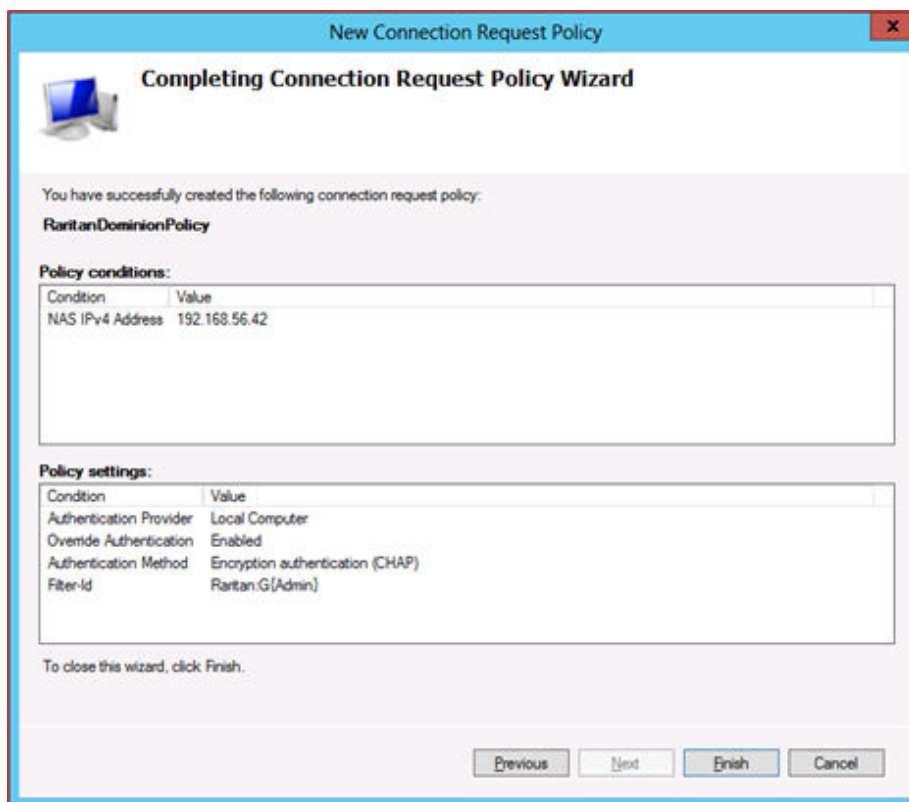 New Connection Request Policy
x
Completing Connection Request Policy Wizard
You have successfully created the following connection request policy:
RaritanDominionPolicy
Policy conditions:
Condition Value
NAS IPv4 Address 192.168.56.42
Policy settings:
Condition Value
Authentication Provider Local Computer
Override Authentication Enabled
Authentication Method Encryption authentication (CHAP)
Filter-Id Raritan:G{Admin}
To close this wizard, click Finish.
Previous Next Finish Cancel